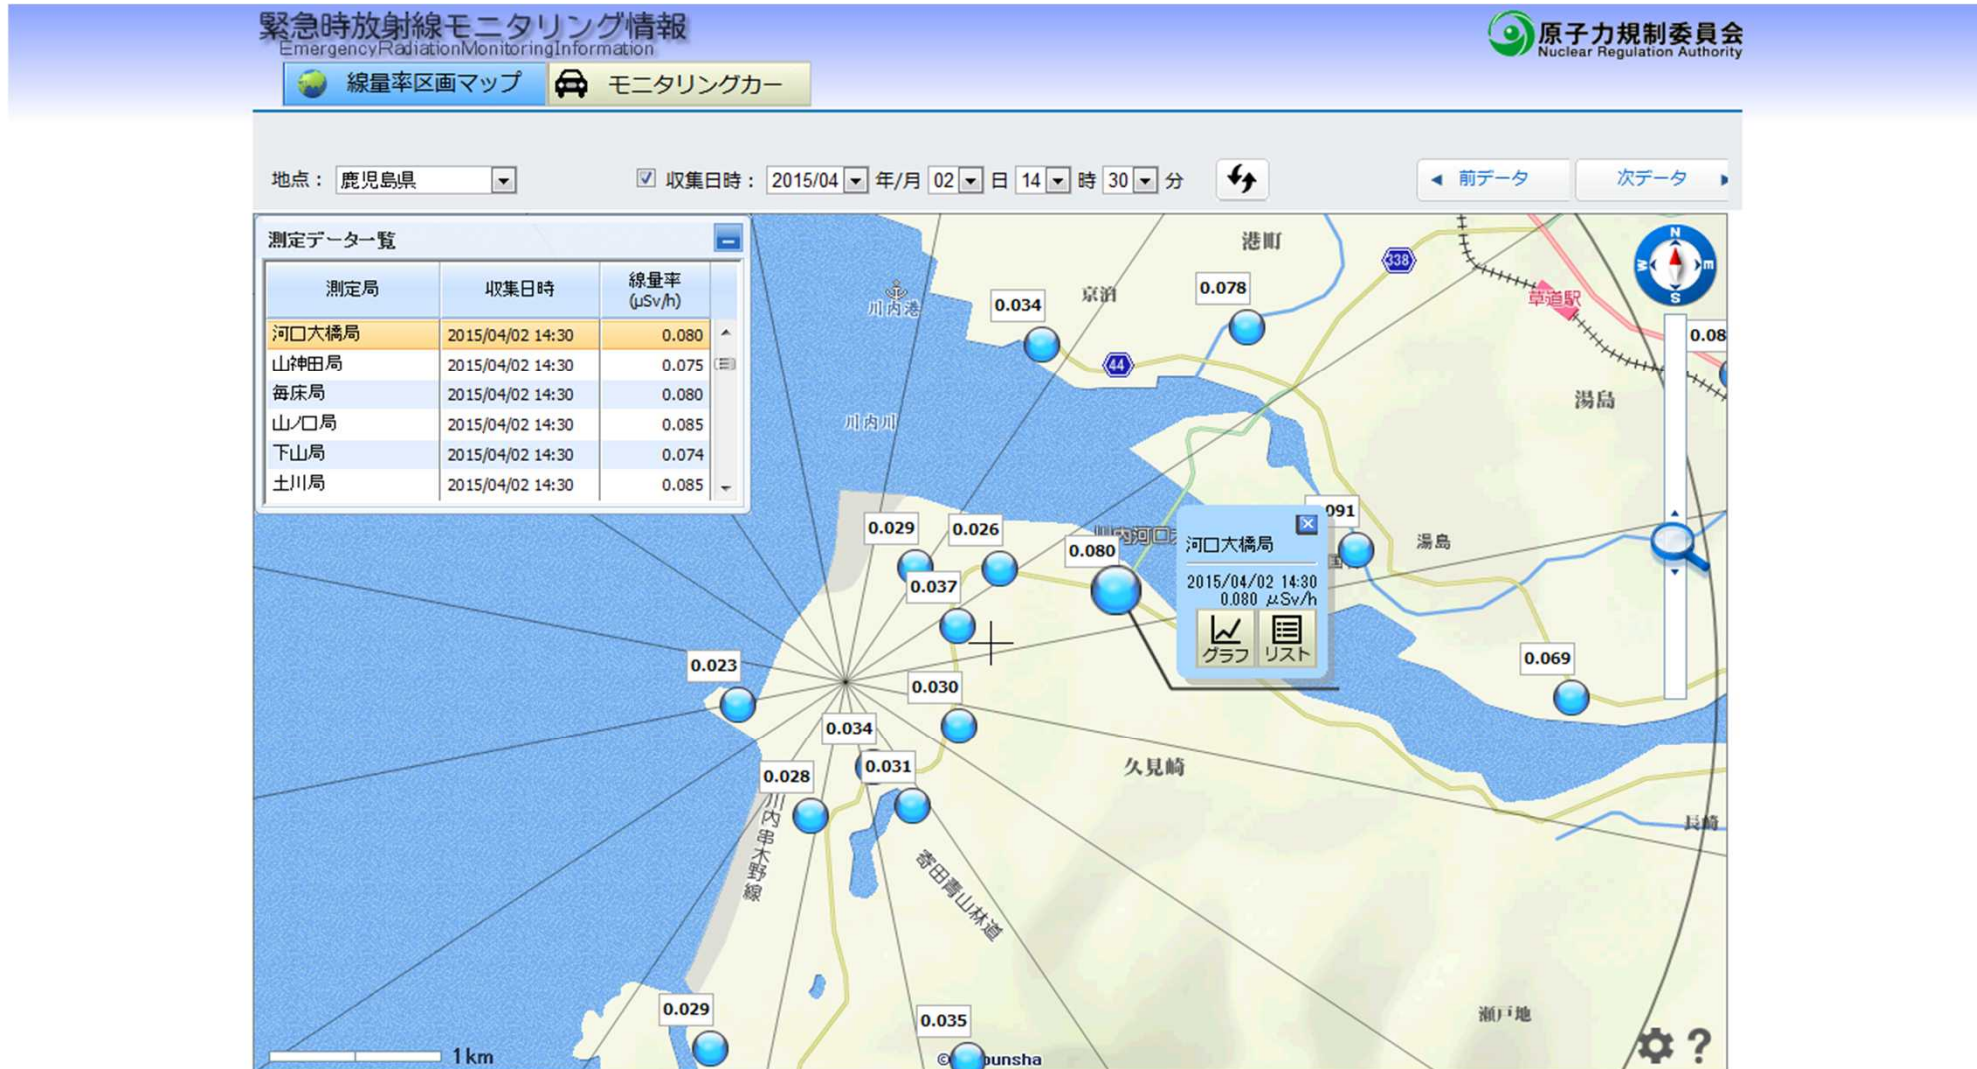 緊急時放射線モニタリング情報
EmergencyRadiationMonitoringInformation
原子力規制委員会
Nuclear Regulation Authority
線量率区画マップ
モニタリングカー
地点： 鹿児島県
収集日時： 2015/04 年/月 02 日 14 時 30 分
前データ
次データ
測定データ一覧
測定局 収集日時 線量率
(μSv/h)
河口大橋局 2015/04/02 14:30 0.080
山神田局 2015/04/02 14:30 0.075
毎床局 2015/04/02 14:30 0.080
山ノ口局 2015/04/02 14:30 0.085
下山局 2015/04/02 14:30 0.074
土川局 2015/04/02 14:30 0.085
港町
338
N
W
E
S
川内港
0.034
京泊
0.078
草道駅
0.08
44
湯島
川内川
0.029
0.026
川内河口
0.080
091
湯島
国
河口大橋局
2015/04/02 14:30
0.080 μSv/h
グラフ
リスト
0.037
0.023
0.030
0.069
0.034
0.028
0.031
久見崎
長崎
川内串木野線
寄田青山林道
0.029
0.035
瀬戸地
1km
©
bunsha
?